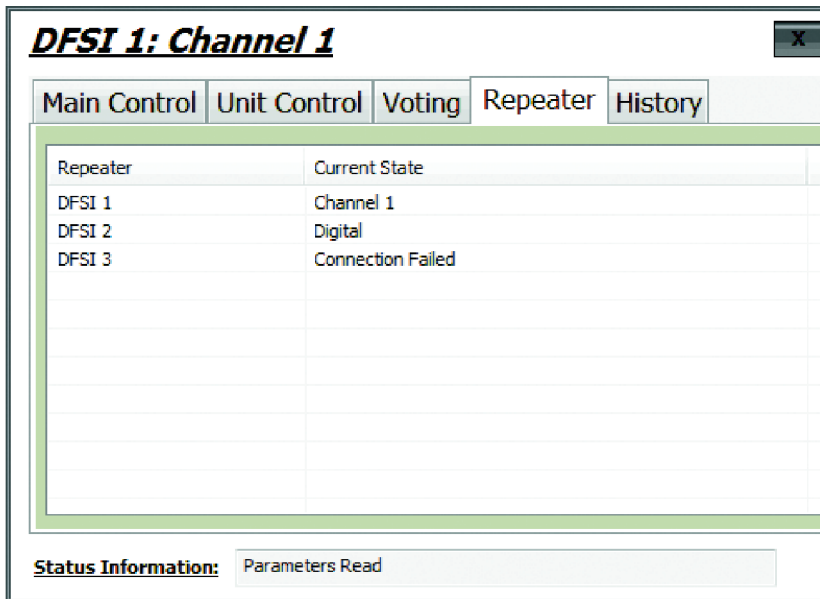 DFSI 1: Channel 1
X
Main Control Unit Control Voting Repeater History
Repeater Current State
DFSI 1 Channel 1
DFSI 2 Digital
DFSI 3 Connection Failed
Status Information: Parameters Read